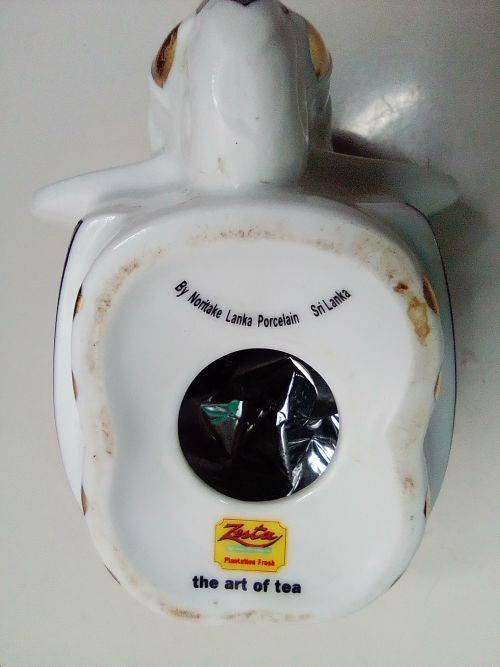 By Noritake Lanka Porcelain Sri Lanka
Zesta
Plantation Fresh
the art of tea